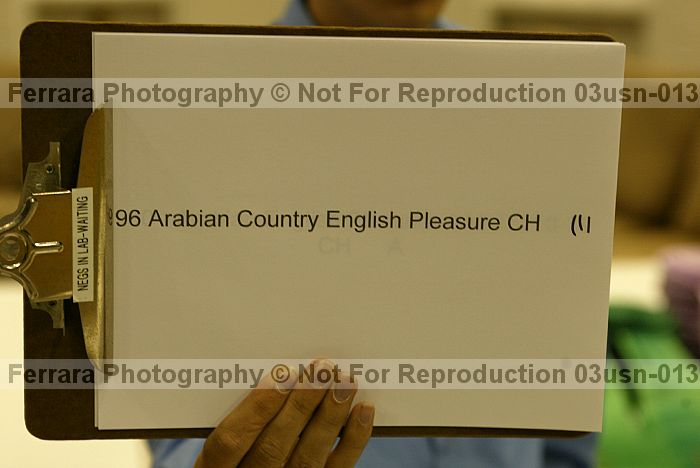 Ferrara Photography © Not For Reproduction 03usn-013
96 Arabian Country English Pleasure CH
NEGS IN LAB-WAITING
CH A
Ferrara Photography © Not For Reproduction 03usn-013